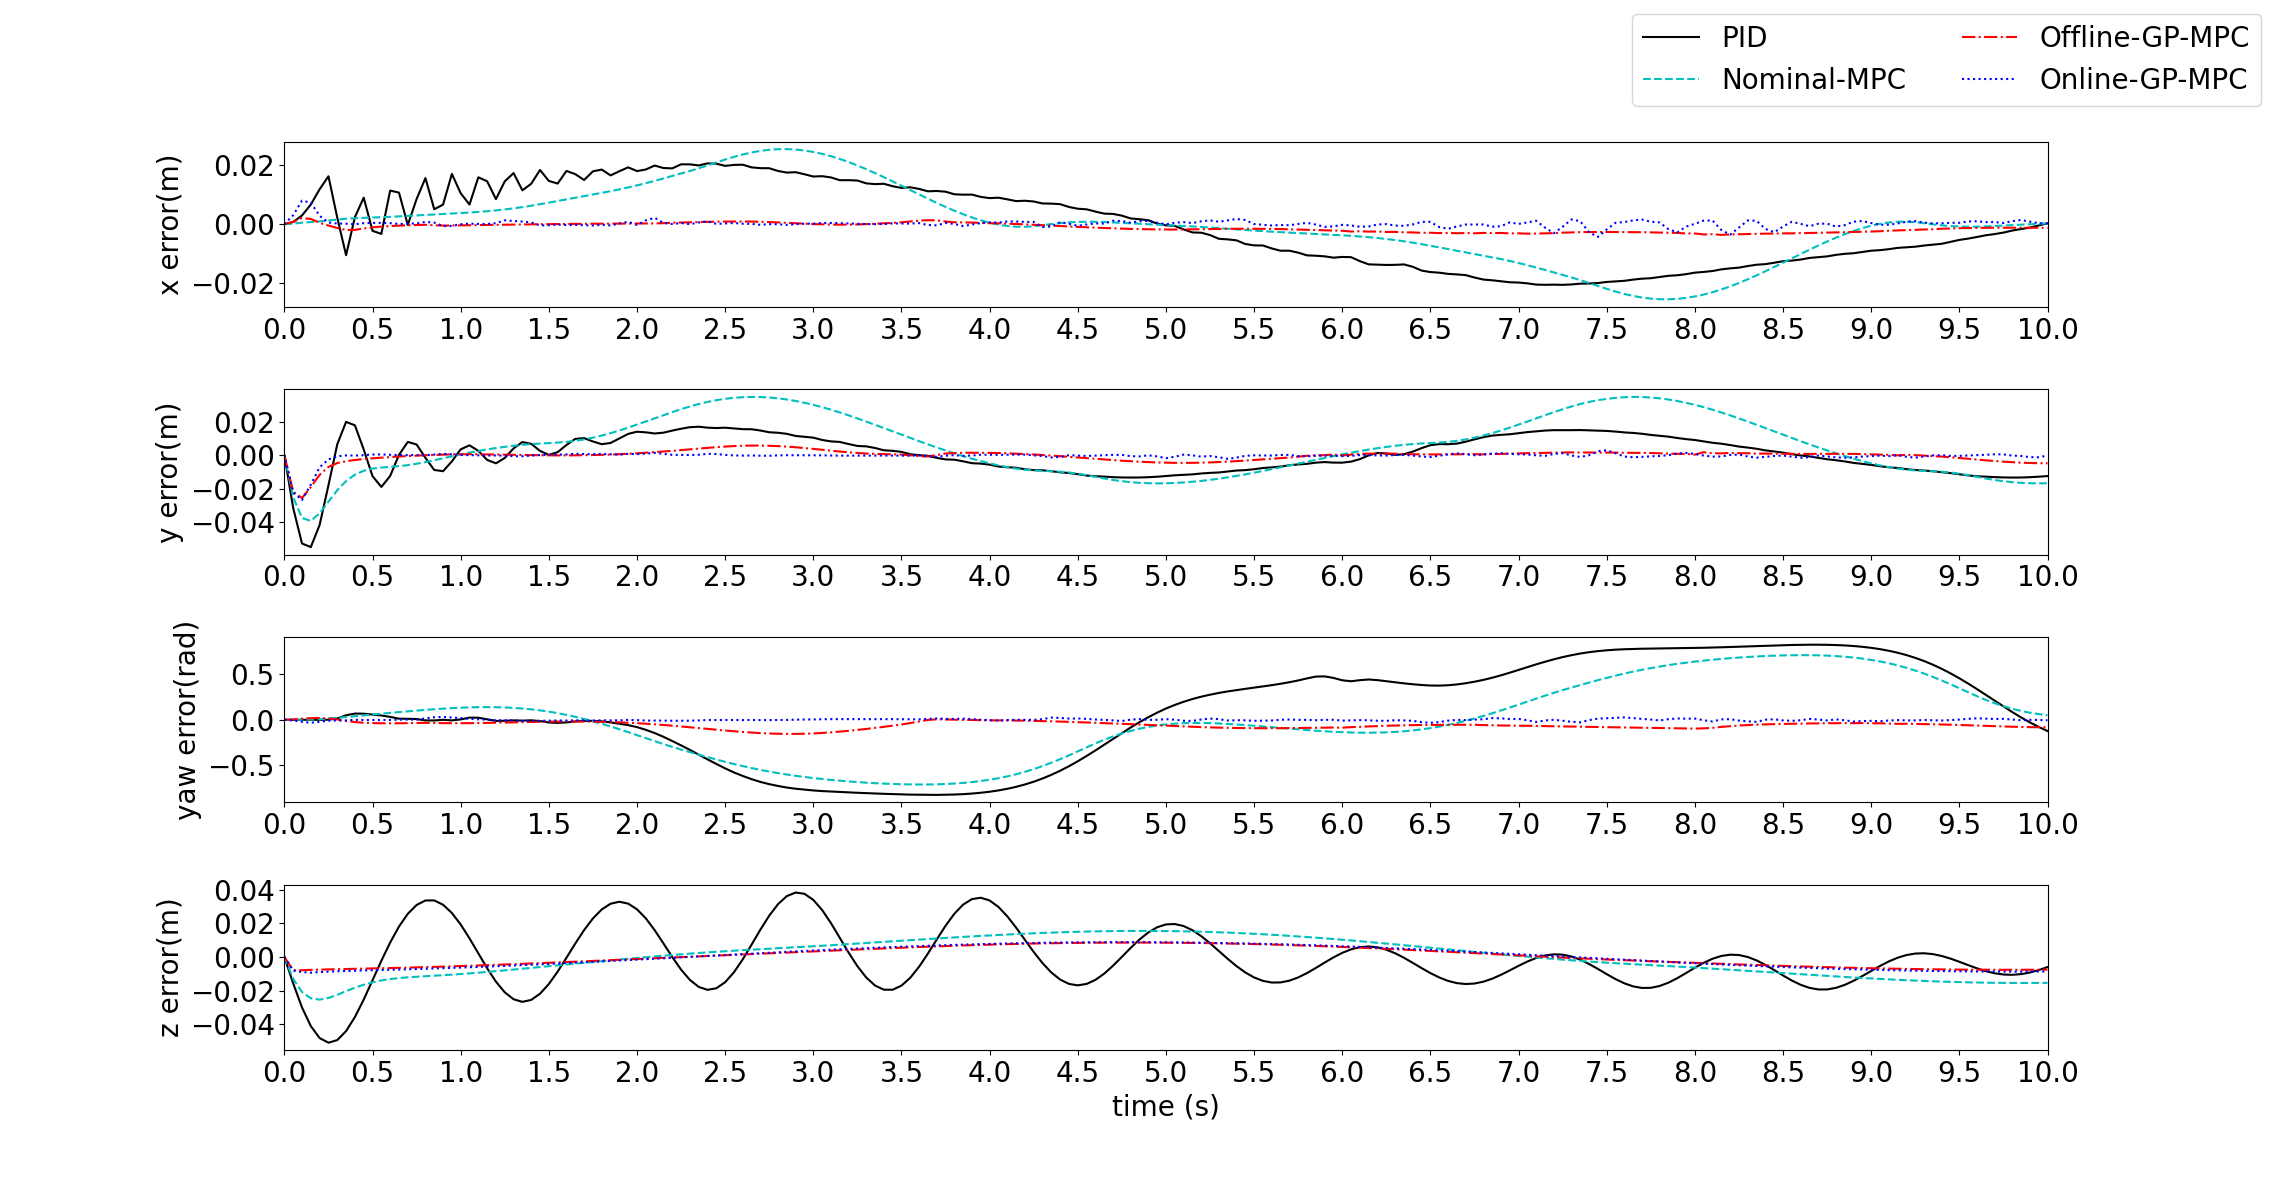 PID
Nominal-MPC
Offline-GP-MPC
Online-GP-MPC
x error(m)
0.02
0.00
−0.02
0.0 0.5 1.0 1.5 2.0 2.5 3.0 3.5 4.0 4.5 5.0 5.5 6.0 6.5 7.0 7.5 8.0 8.5 9.0 9.5 10.0
y error(m)
0.02
0.00
−0.02
−0.04
0.0 0.5 1.0 1.5 2.0 2.5 3.0 3.5 4.0 4.5 5.0 5.5 6.0 6.5 7.0 7.5 8.0 8.5 9.0 9.5 10.0
yaw error(rad)
0.5
0.0
−0.5
0.0 0.5 1.0 1.5 2.0 2.5 3.0 3.5 4.0 4.5 5.0 5.5 6.0 6.5 7.0 7.5 8.0 8.5 9.0 9.5 10.0
z error(m)
0.04
0.02
0.00
−0.02
−0.04
0.0 0.5 1.0 1.5 2.0 2.5 3.0 3.5 4.0 4.5 5.0 5.5 6.0 6.5 7.0 7.5 8.0 8.5 9.0 9.5 10.0
time (s)